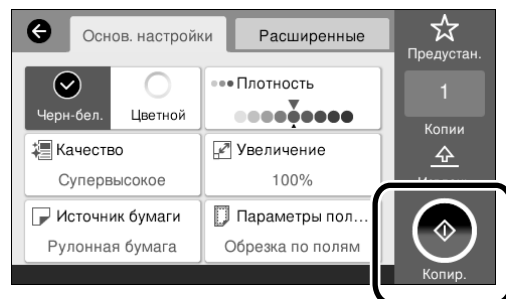 Основ. настройки
Расширенные
Предустан.
Черн-бел.
Цветной
Плотность
1
Копии
Качество
Супервысокое
Увеличение
100%
Источник бумаги
Рулонная бумага
Параметры пол...
Обрезка по полям
Копир.